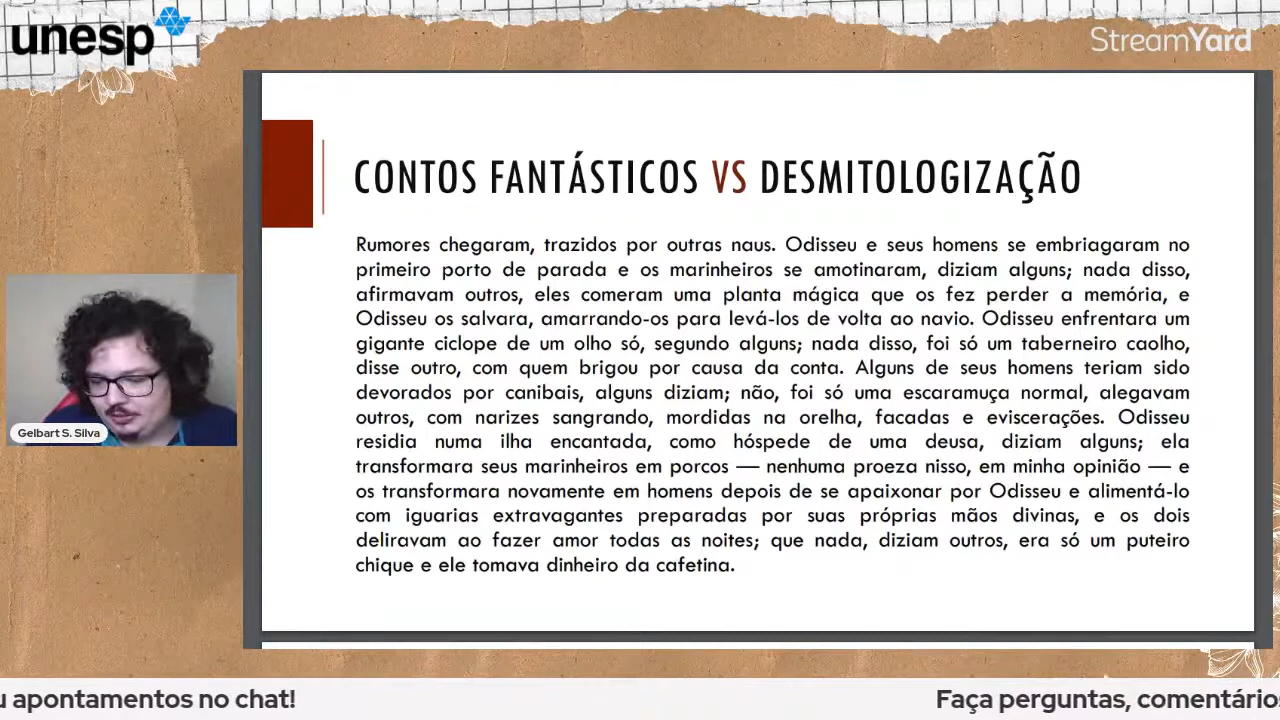 unesp
StreamYard
CONTOS FANTÁSTICOS VS DESMITOLOGIZAÇÃO
Rumores chegaram, trazidos por outras naus. Odisseu e seus homens se embriagaram no
primeiro porto de parada e os marinheiros se amotinaram, diziam alguns; nada disso,
afirmavam outros, eles comeram uma planta mágica que os fez perder a memória, e
Odisseu os salvara, amarrando-os para levá-los de volta ao navio. Odisseu enfrentara um
gigante ciclope de um olho só, segundo alguns; nada disso, foi só um taberneiro caolho,
disse outro, com quem brigou por causa da conta. Alguns de seus homens teriam sido
devorados por canibais, alguns diziam; não, foi só uma escaramuça normal, alegavam
outros, com narizes sangrando, mordidas na orelha, facadas e eviscerações. Odisseu
residia numa ilha encantada, como hóspede de uma deusa, diziam alguns; ela
transformara seus marinheiros em porcos — nenhuma proeza nisso, em minha opinião — e
os transformara novamente em homens depois de se apaixonar por Odisseu e alimentá-lo
com iguarias extravagantes preparadas por suas próprias mãos divinas, e os dois
deliravam ao fazer amor todas as noites; que nada, diziam outros, era só um puteiro
chique e ele tomava dinheiro da cafetina.
Gelbart S. Silva
u apontamentos no chat!
Faça perguntas, comentários